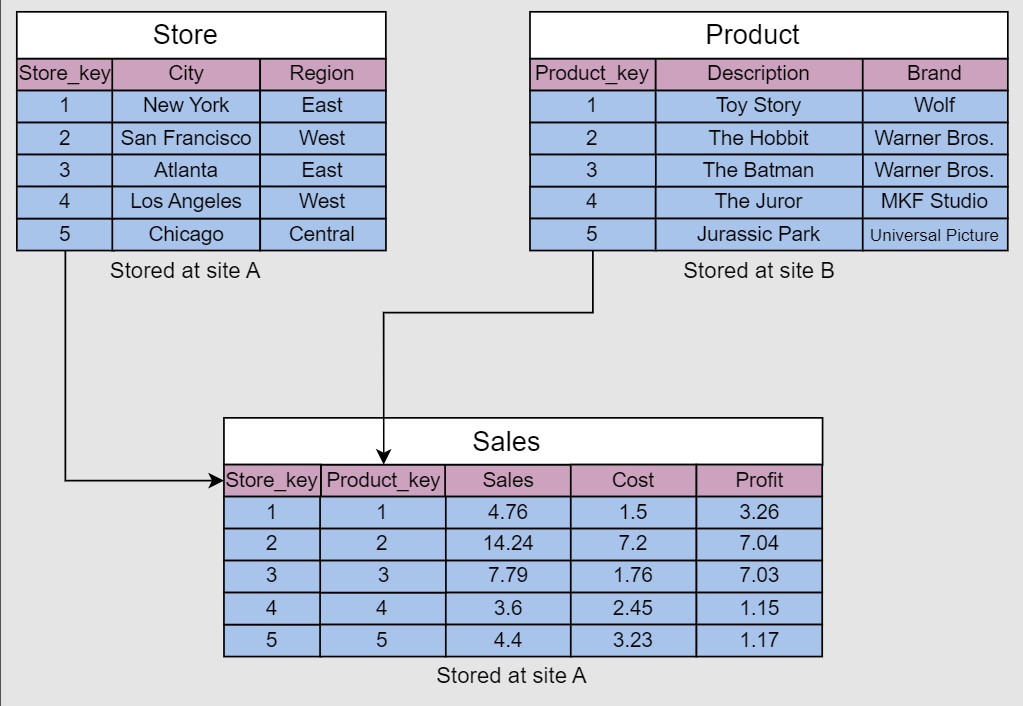 Store
Store_key City Region
1 New York East
2 San Francisco West
3 Atlanta East
4 Los Angeles West
5 Chicago Central
Stored at site A
Product
Product_key Description Brand
1 Toy Story Wolf
2 The Hobbit Warner Bros.
3 The Batman Warner Bros.
4 The Juror MKF Studio
5 Jurassic Park Universal Picture
Stored at site B
Sales
Store_key Product_key Sales Cost Profit
1 1 4.76 1.5 3.26
2 2 14.24 7.2 7.04
3 3 7.79 1.76 7.03
4 4 3.6 2.45 1.15
5 5 4.4 3.23 1.17
Stored at site A